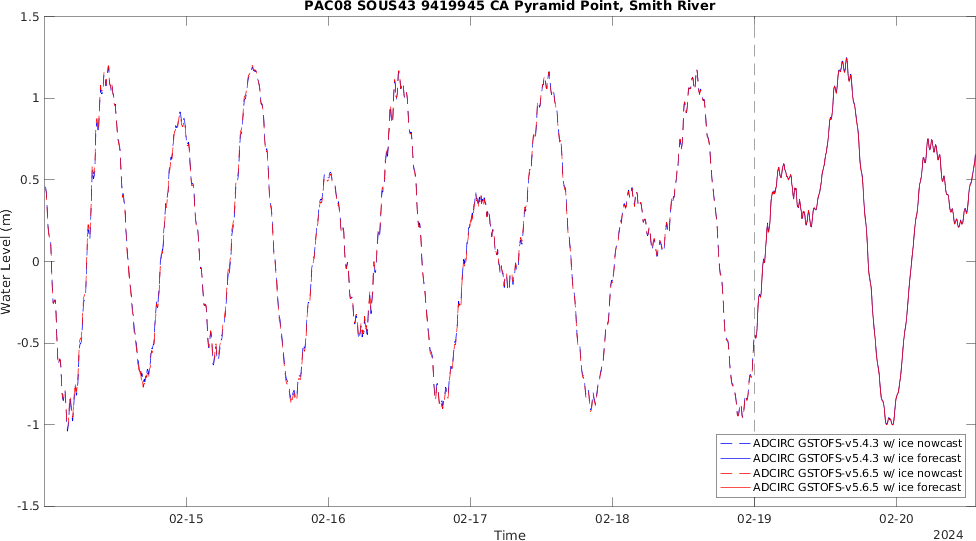 PAC08 SOUS43 9419945 CA Pyramid Point, Smith River
1.5
1
0.5
0
-0.5
-1
-1.5
Water Level (m)
02-15
02-16
02-17
02-18
02-19
02-20
Time
2024
ADCIRC GSTOFS-v5.4.3 w/ ice nowcast
ADCIRC GSTOFS-v5.4.3 w/ ice forecast
ADCIRC GSTOFS-v5.6.5 w/ ice nowcast
ADCIRC GSTOFS-v5.6.5 w/ ice forecast